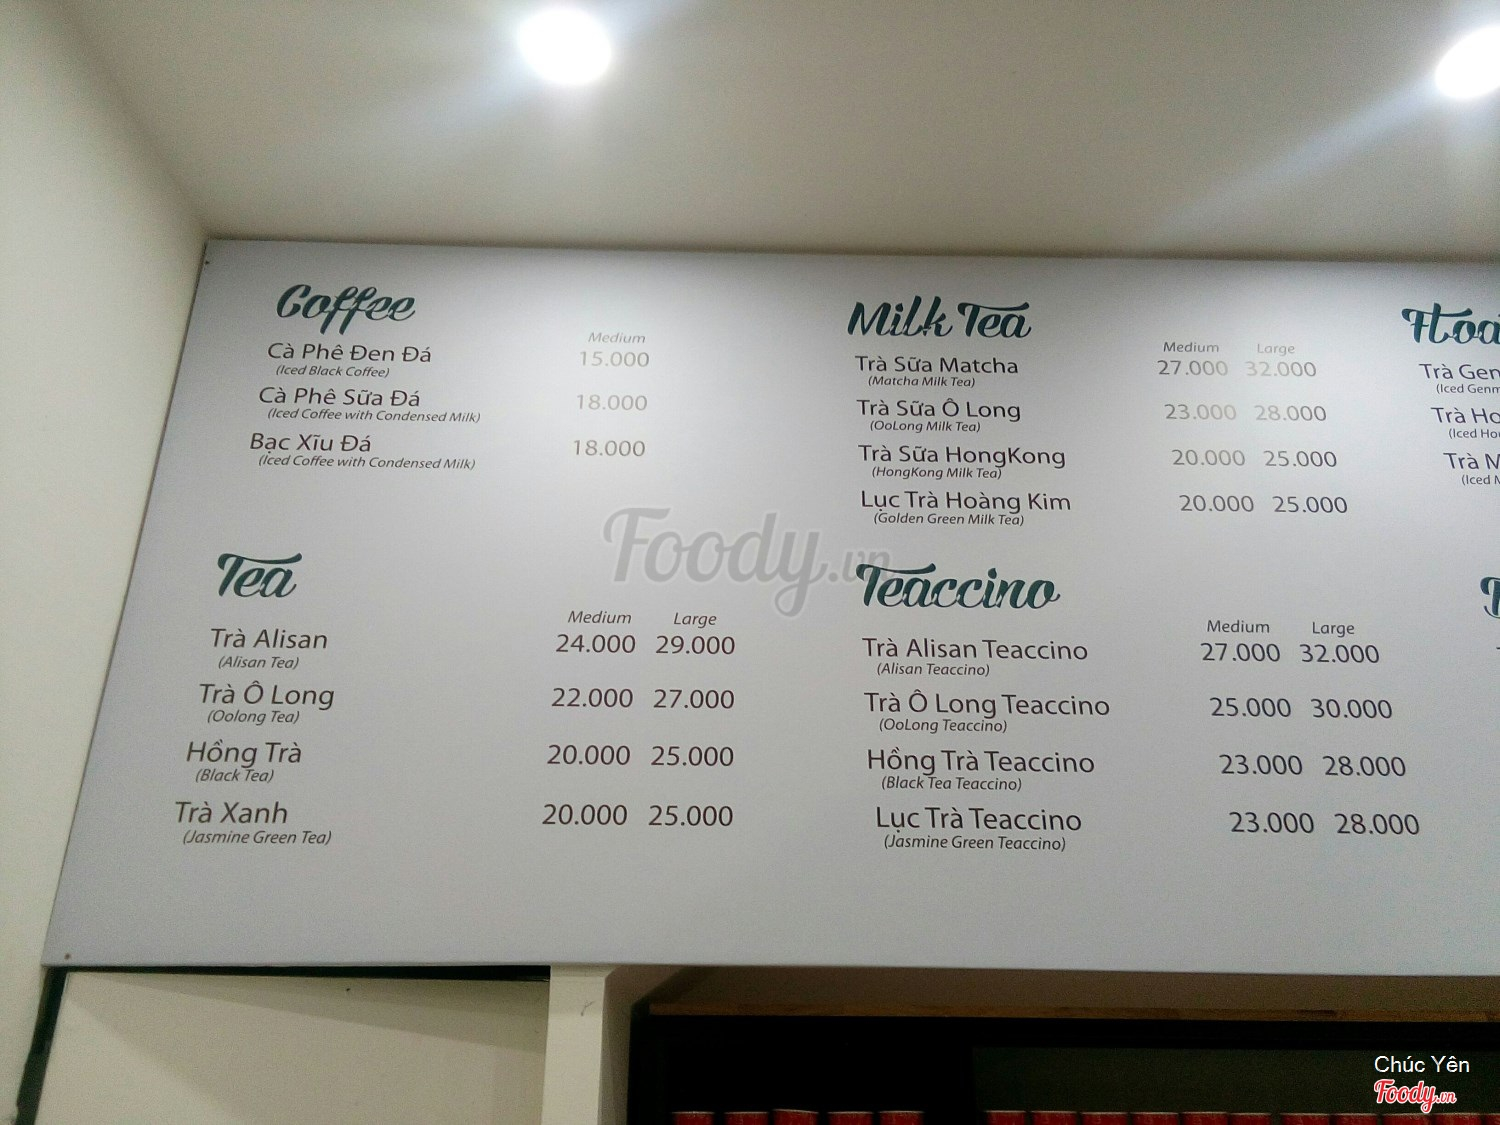 Coffee
Medium
Cà Phê Đen Đá 15.000
(Iced Black Coffee)
Cà Phê Sữa Đá 18.000
(Iced Coffee with Condensed Milk)
Bạc Xĩu Đá 18.000
(Iced Coffee with Condensed Milk)
Tea
Medium Large
Trà Alisan 24.000 29.000
(Alisan Tea)
Trà Ô Long 22.000 27.000
(Oolong Tea)
Hồng Trà 20.000 25.000
(Black Tea)
Trà Xanh 20.000 25.000
(Jasmine Green Tea)
Milk Tea
Medium Large
Trà Sữa Matcha 27.000 32.000
(Matcha Milk Tea)
Trà Sữa Ô Long 23.000 28.000
(OoLong Milk Tea)
Trà Sữa HongKong 20.000 25.000
(HongKong Milk Tea)
Lục Trà Hoàng Kim 20.000 25.000
(Golden Green Milk Tea)
Teaccino
Medium Large
Trà Alisan Teaccino 27.000 32.000
(Alisan Teaccino)
Trà Ô Long Teaccino 25.000 30.000
(OoLong Teaccino)
Hồng Trà Teaccino 23.000 28.000
(Black Tea Teaccino)
Lục Trà Teaccino 23.000 28.000
(Jasmine Green Teaccino)
Trà
(Iced
Trà
(Iced
Trà
(Iced
Foody.vn
Chúc Yên
Foody.vn